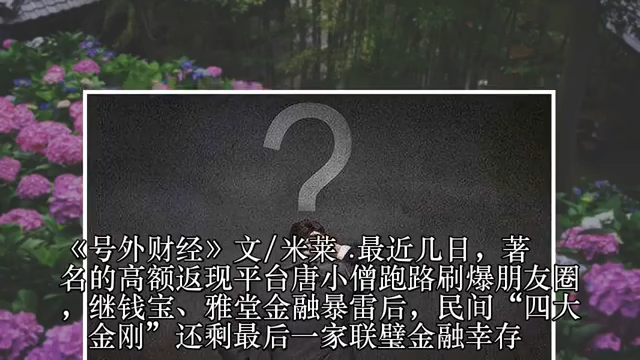 《号外财经》文/米莱 .最近几日，著
名的高额返现平台唐小僧跑路刷爆朋友圈
，继钱宝、雅堂金融暴雷后，民间“四大
金刚”还剩最后一家联璧金融幸存